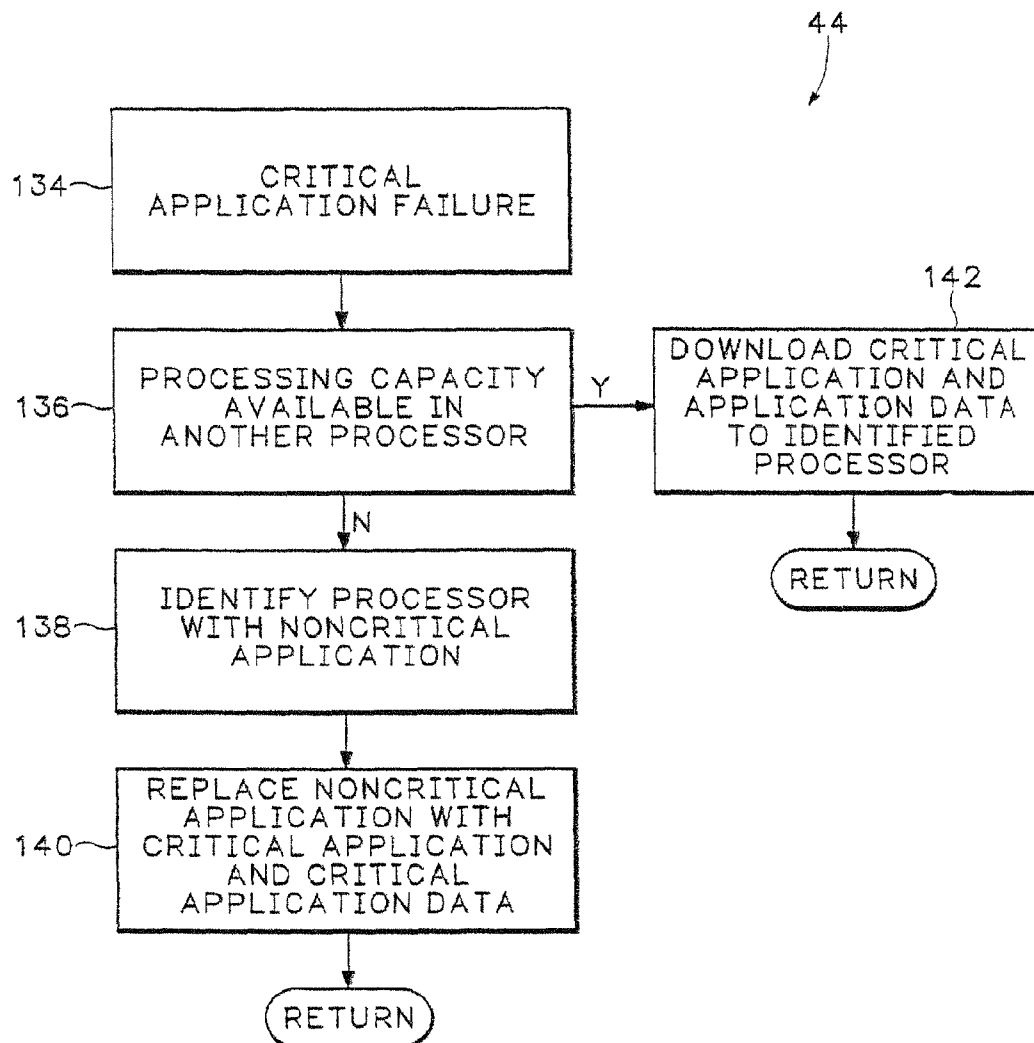 44
134
CRITICAL
APPLICATION FAILURE
136
PROCESSING CAPACITY
AVAILABLE IN
ANOTHER PROCESSOR
Y
142
DOWNLOAD CRITICAL
APPLICATION AND
APPLICATION DATA
TO IDENTIFIED
PROCESSOR
RETURN
N
138
IDENTIFY PROCESSOR
WITH NONCRITICAL
APPLICATION
140
REPLACE NONCRITICAL
APPLICATION WITH
CRITICAL APPLICATION
AND CRITICAL
APPLICATION DATA
RETURN